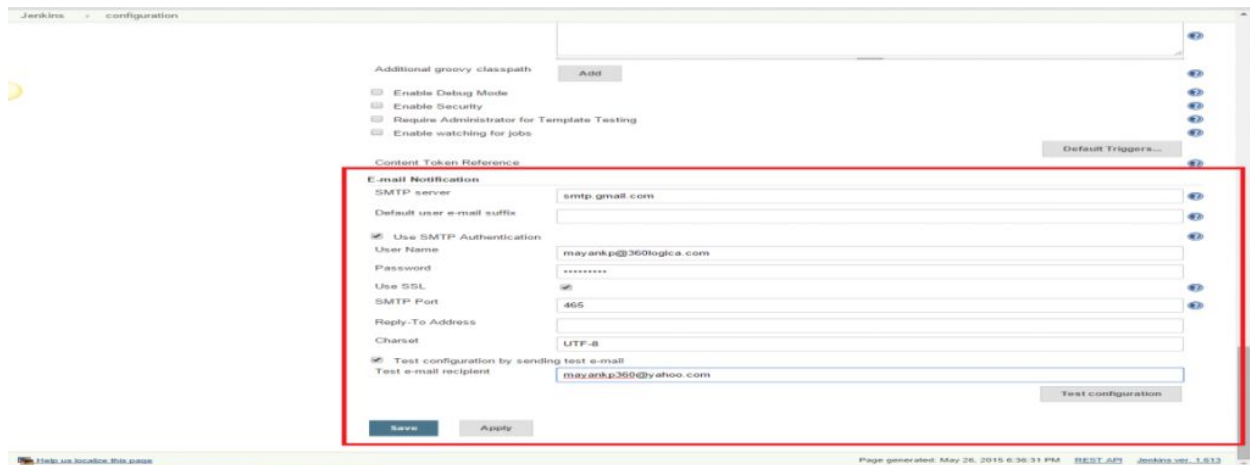 Jenkins › configuration
Additional groovy classpath
Add
Enable Debug Mode
Enable Security
Require Administrator for Template Testing
Enable watching for jobs
Default Triggers...
Content Token Reference
E-mail Notification
SMTP server smtp.gmail.com
Default user e-mail suffix
Use SMTP Authentication
User Name mayankp@360logica.com
Password •••••••••
Use SSL
SMTP Port 465
Reply-To Address
Charset UTF-8
Test configuration by sending test e-mail
Test e-mail recipient mayankp360@yahoo.com
Test configuration
Save Apply
Help us localize this page Page generated: May 26, 2015 6:36:31 PM REST API Jenkins ver. 1.613